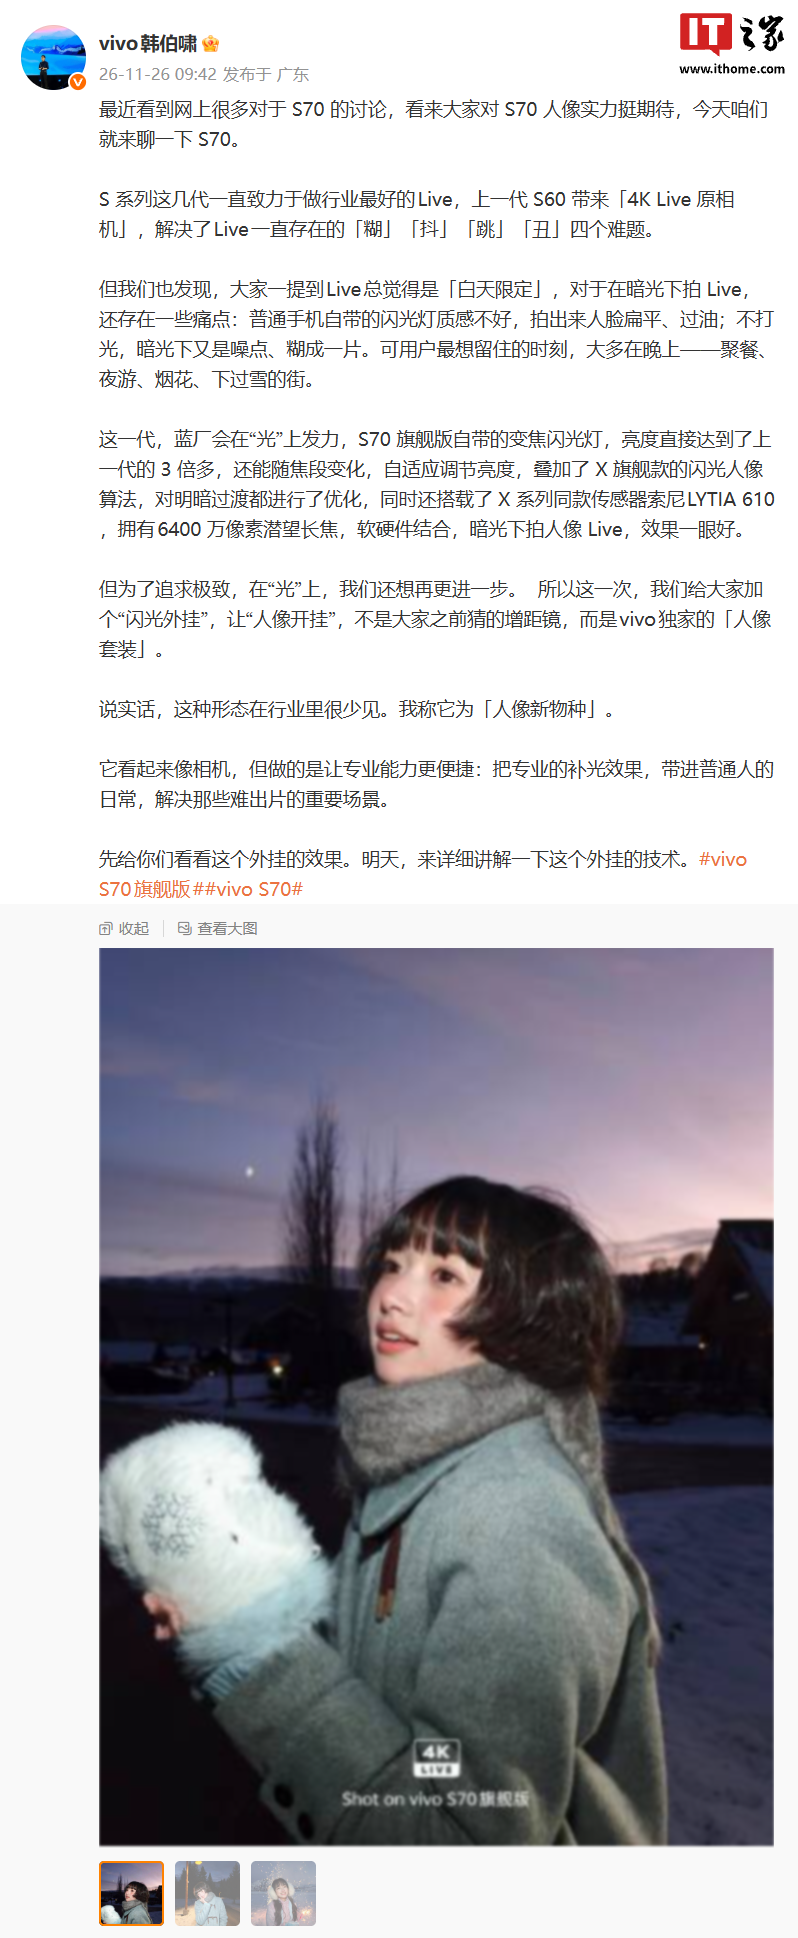 vivo韩伯啸
IT之家
www.ithome.com
26-11-26 09:42 发布于 广东
最近看到网上很多对于 S70 的讨论，看来大家对 S70 人像实力挺期待，今天咱们
就来聊一下 S70。
S 系列这几代一直致力于做行业最好的Live，上一代 S60 带来「4K Live 原相
机」，解决了Live一直存在的「糊」「抖」「跳」「丑」四个难题。
但我们也发现，大家一提到Live总觉得是「白天限定」，对于在暗光下拍 Live，
还存在一些痛点：普通手机自带的闪光灯质感不好，拍出来人脸扁平、过油；不打
光，暗光下又是噪点、糊成一片。可用户最想留住的时刻，大多在晚上——聚餐、
夜游、烟花、下过雪的街。
这一代，蓝厂会在“光”上发力，S70 旗舰版自带的变焦闪光灯，亮度直接达到了上
一代的 3 倍多，还能随焦段变化，自适应调节亮度，叠加了 X 旗舰款的闪光人像
算法，对明暗过渡都进行了优化，同时还搭载了 X 系列同款传感器索尼LYTIA 610
，拥有6400 万像素潜望长焦，软硬件结合，暗光下拍人像 Live，效果一眼好。
但为了追求极致，在“光”上，我们还想再更进一步。 所以这一次，我们给大家加
个“闪光外挂”，让“人像开挂”，不是大家之前猜的增距镜，而是vivo独家的「人像
套装」。
说实话，这种形态在行业里很少见。我称它为「人像新物种」。
它看起来像相机，但做的是让专业能力更便捷：把专业的补光效果，带进普通人的
日常，解决那些难出片的重要场景。
先给你们看看这个外挂的效果。明天，来详细讲解一下这个外挂的技术。#vivo
S70旗舰版##vivo S70#
收起 查看大图
4K
LIVE
Shot on vivo S70旗舰版